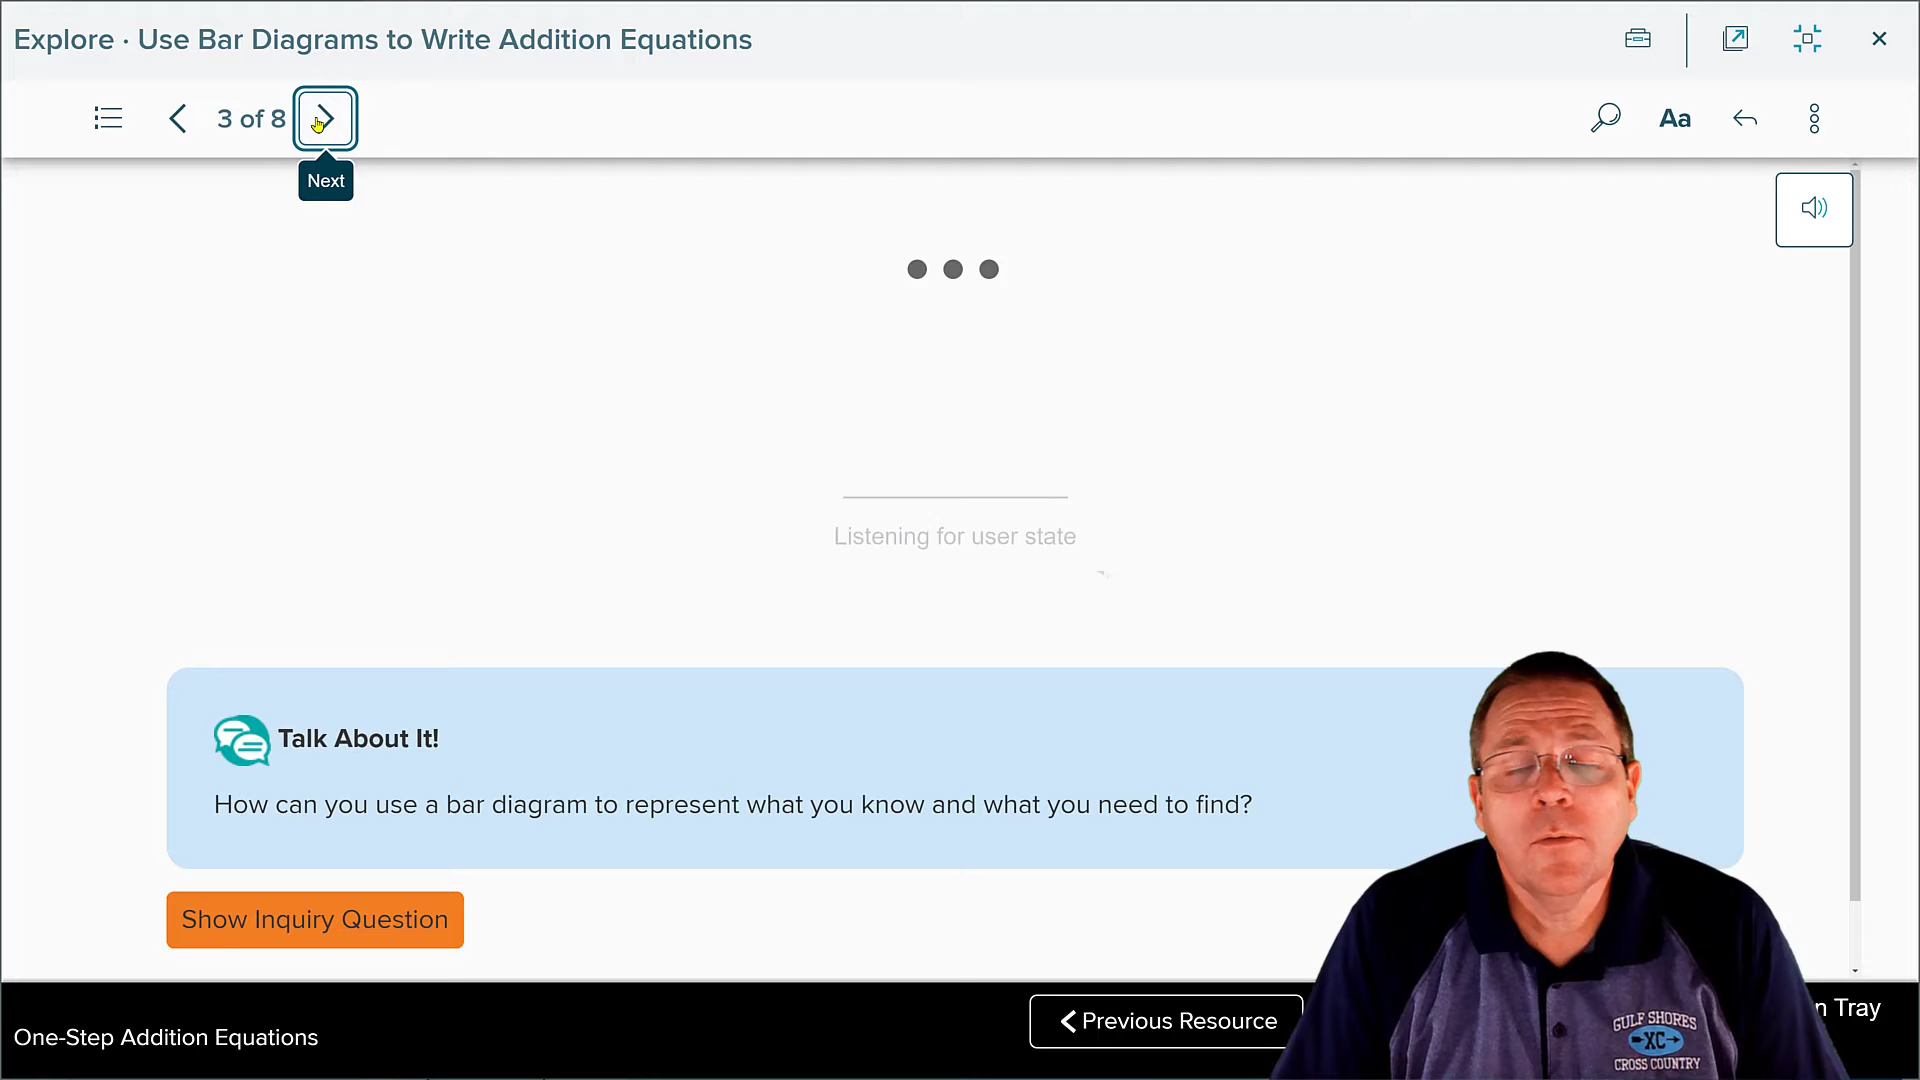 Explore · Use Bar Diagrams to Write Addition Equations
3 of 8
Aa
Next
Listening for user state
Talk About It!
How can you use a bar diagram to represent what you know and what you need to find?
Show Inquiry Question
One-Step Addition Equations
Previous Resource
Tray
GULF SHORES
XC
CROSS COUNTRY